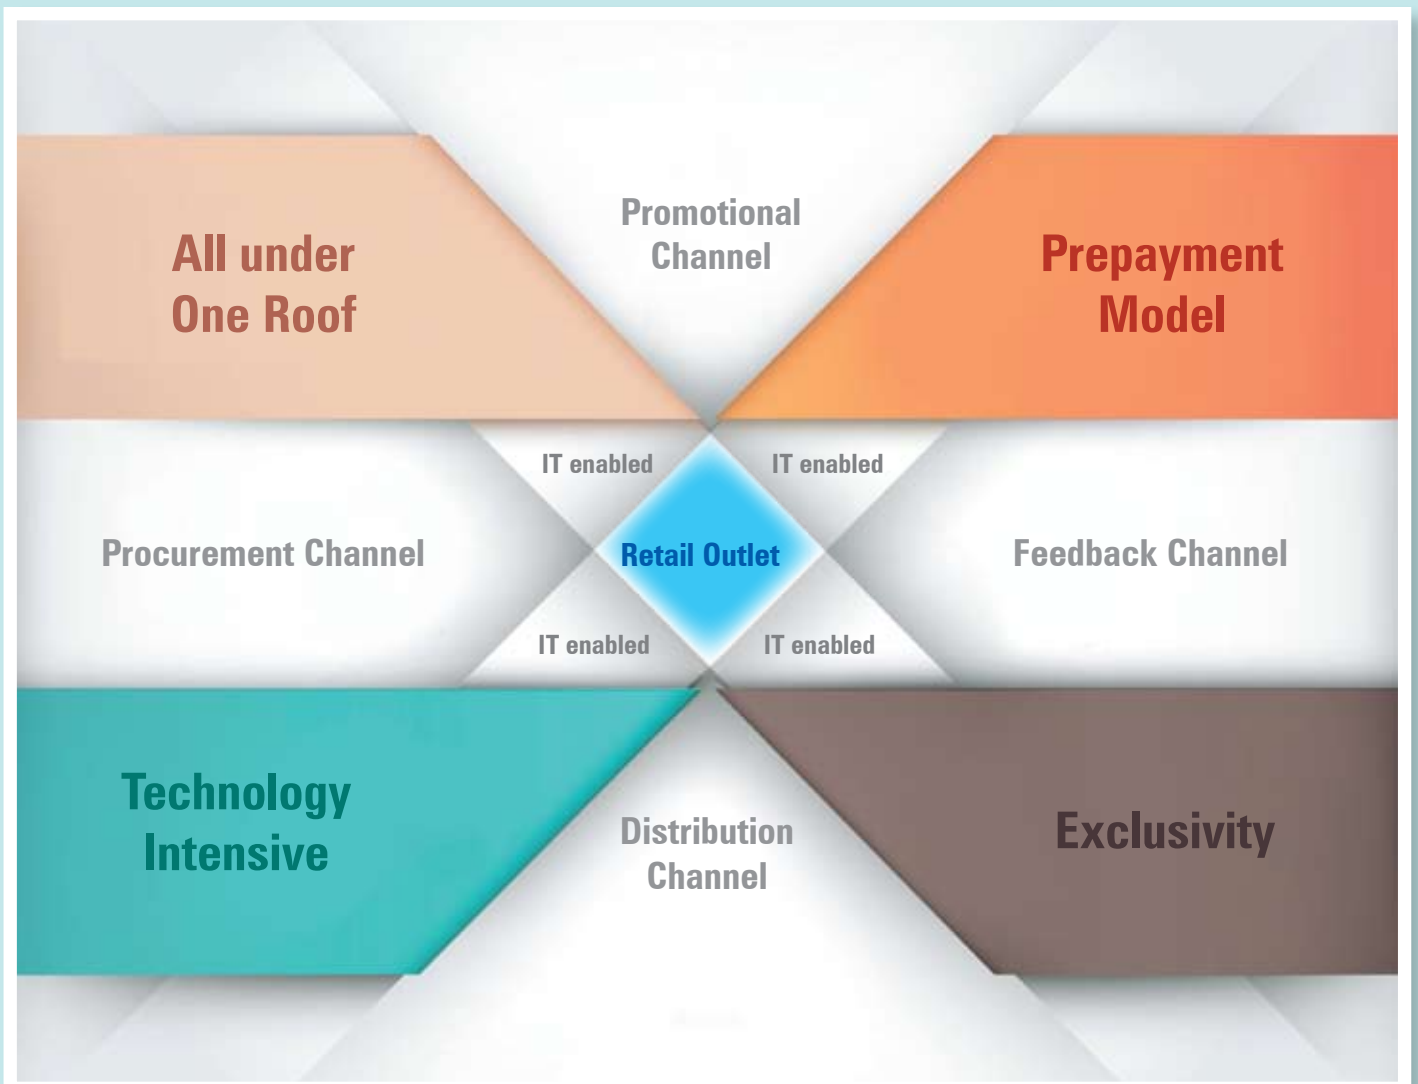 Promotional
Channel
All under
One Roof
Prepayment
Model
IT enabled
IT enabled
Procurement Channel
Retail Outlet
Feedback Channel
IT enabled
IT enabled
Technology
Intensive
Distribution
Channel
Exclusivity